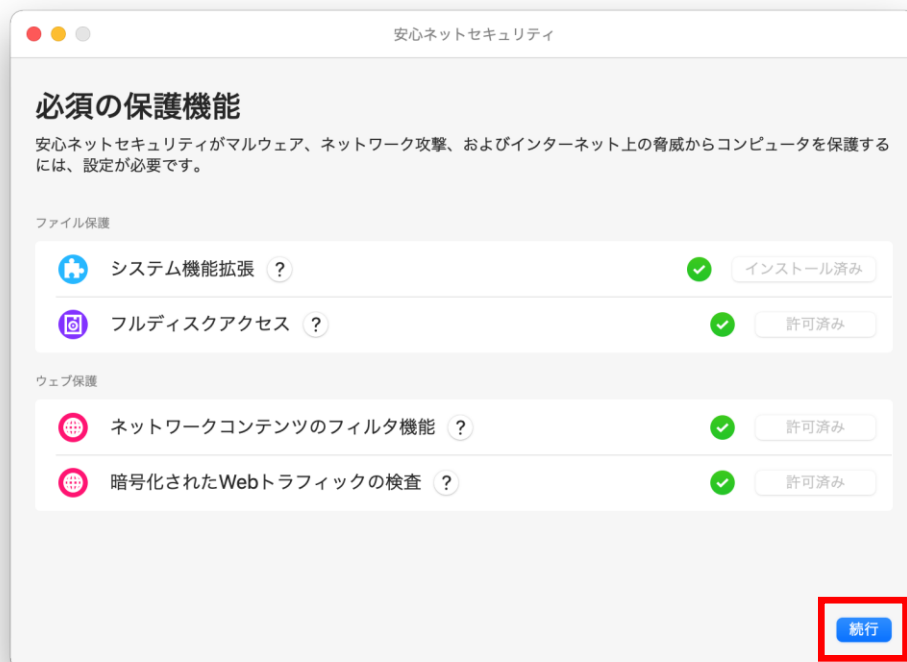 安心ネットセキュリティ
必須の保護機能
安心ネットセキュリティがマルウェア、ネットワーク攻撃、およびインターネット上の脅威からコンピュータを保護する
には、設定が必要です。
ファイル保護
システム機能拡張 ? インストール済み
フルディスクアクセス ? 許可済み
ウェブ保護
ネットワークコンテンツのフィルタ機能 ? 許可済み
暗号化されたWebトラフィックの検査 ? 許可済み
続行